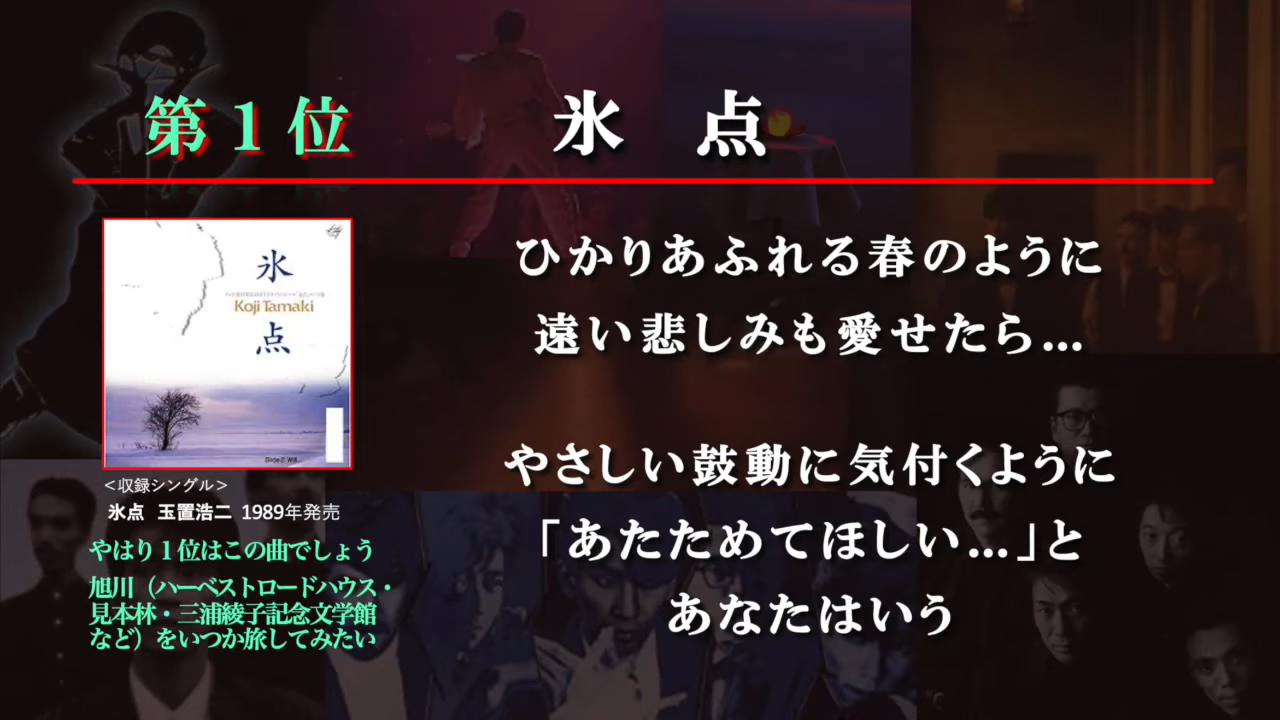 第１位
氷 点
氷
Koji Tamaki
点
Side② Will...
＜収録シングル＞
氷点 玉置浩二 1989年発売
やはり１位はこの曲でしょう
旭川（ハーベストロードハウス・
見本林・三浦綾子記念文学館
など）をいつか旅してみたい
ひかりあふれる春のように
遠い悲しみも愛せたら...
やさしい鼓動に気付くように
「あたためてほしい...」と
あなたはいう